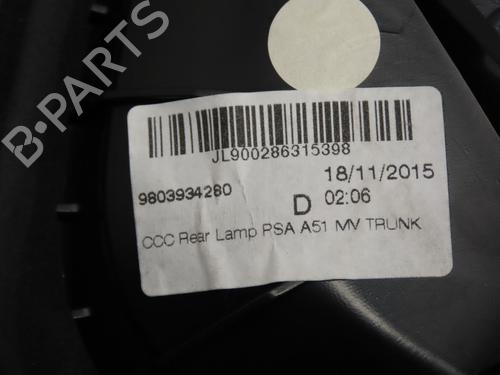 JL900286315398
18/11/2015
9803934280
D
02:06
CCC Rear Lamp PSA A51 MV TRUNK
B-PARTS